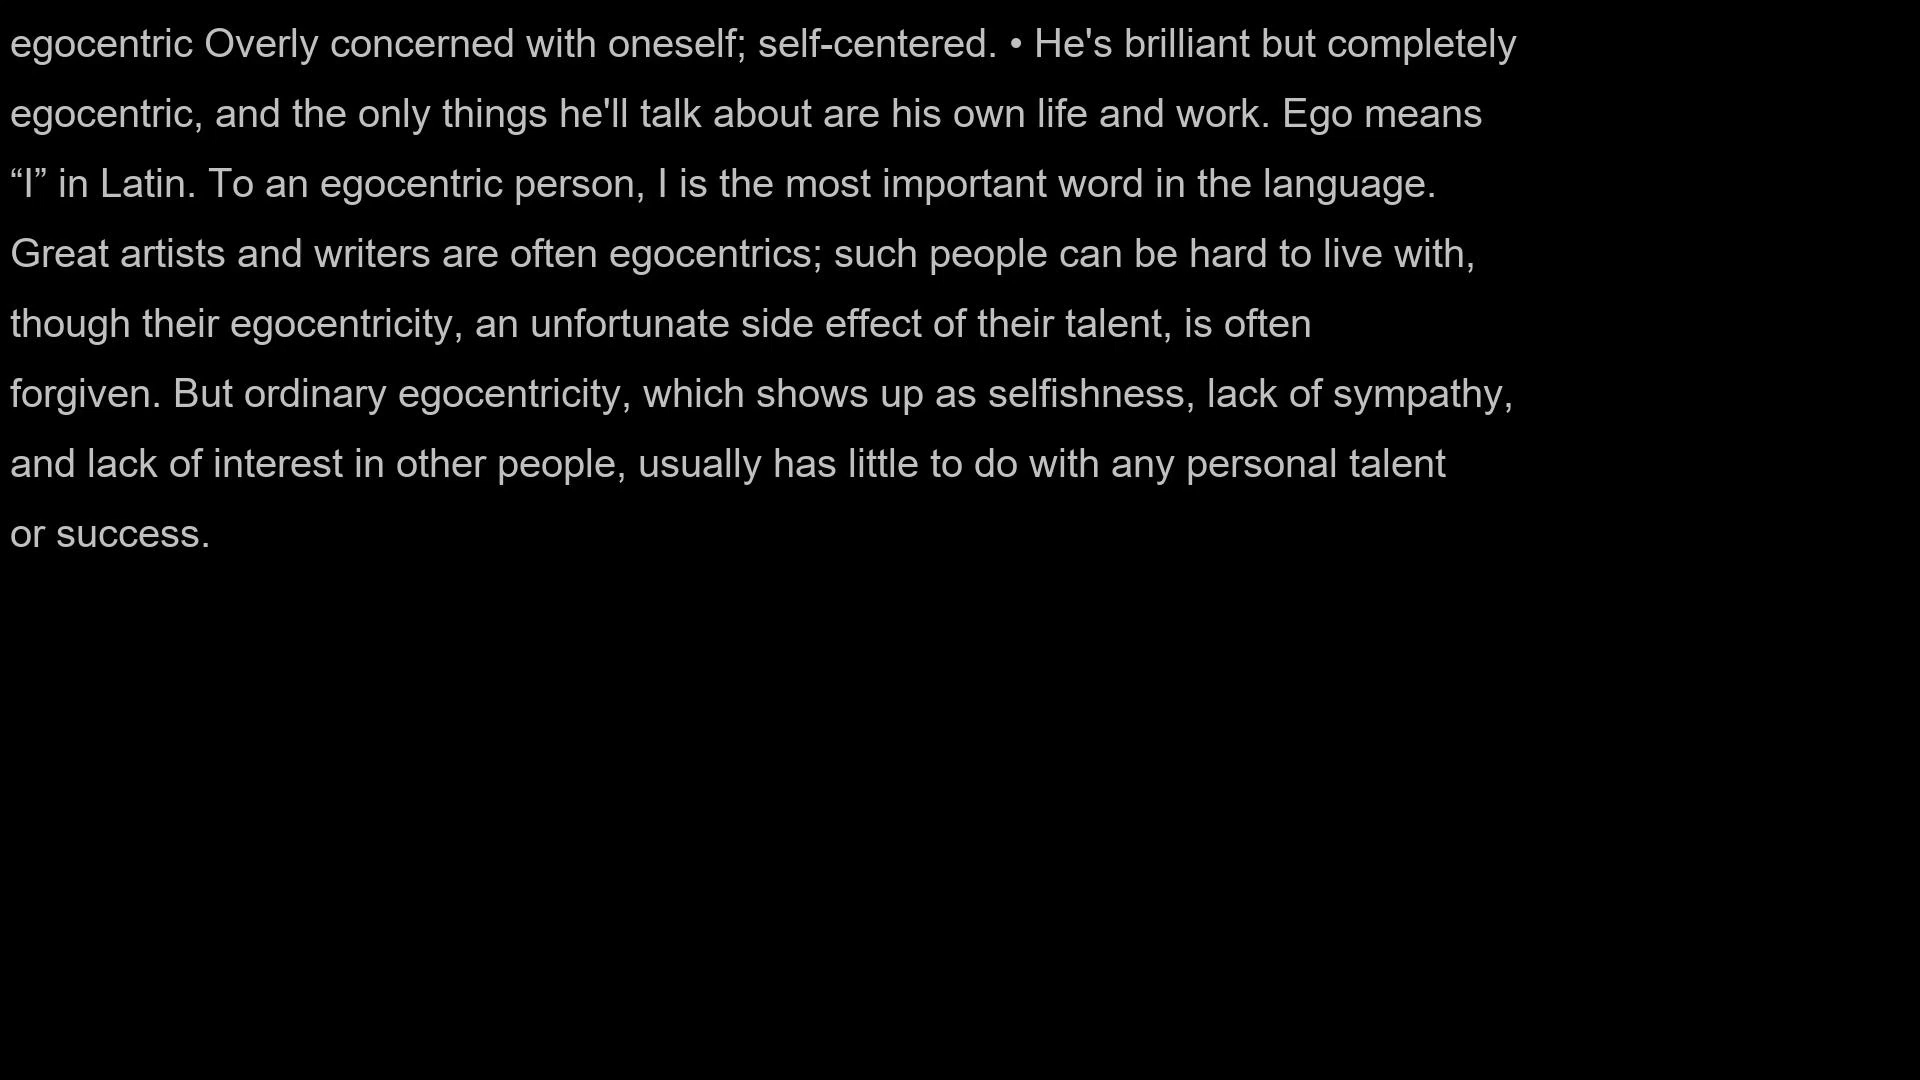 egocentric Overly concerned with oneself; self-centered. • He's brilliant but completely
egocentric, and the only things he'll talk about are his own life and work. Ego means
“I” in Latin. To an egocentric person, I is the most important word in the language.
Great artists and writers are often egocentrics; such people can be hard to live with,
though their egocentricity, an unfortunate side effect of their talent, is often
forgiven. But ordinary egocentricity, which shows up as selfishness, lack of sympathy,
and lack of interest in other people, usually has little to do with any personal talent
or success.